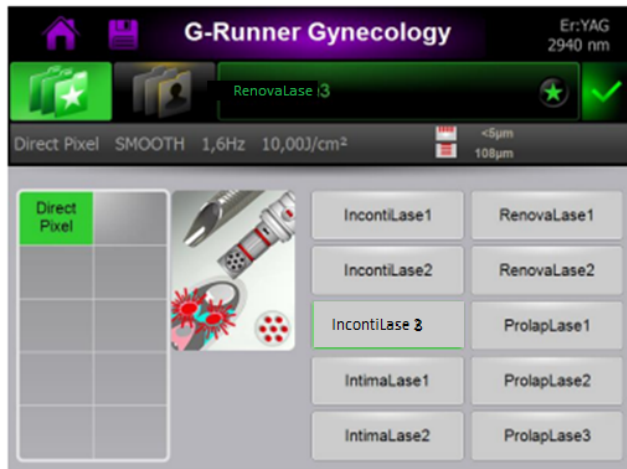 G-Runner Gynecology
Er:YAG
2940 nm
RenovaLase 3
Direct Pixel SMOOTH 1,6Hz 10,00J/cm²
<5μm
108μm
Direct
Pixel
IncontiLase1
RenovaLase1
IncontiLase2
RenovaLase2
IncontiLase 3
ProlapLase1
IntimaLase1
ProlapLase2
IntimaLase2
ProlapLase3